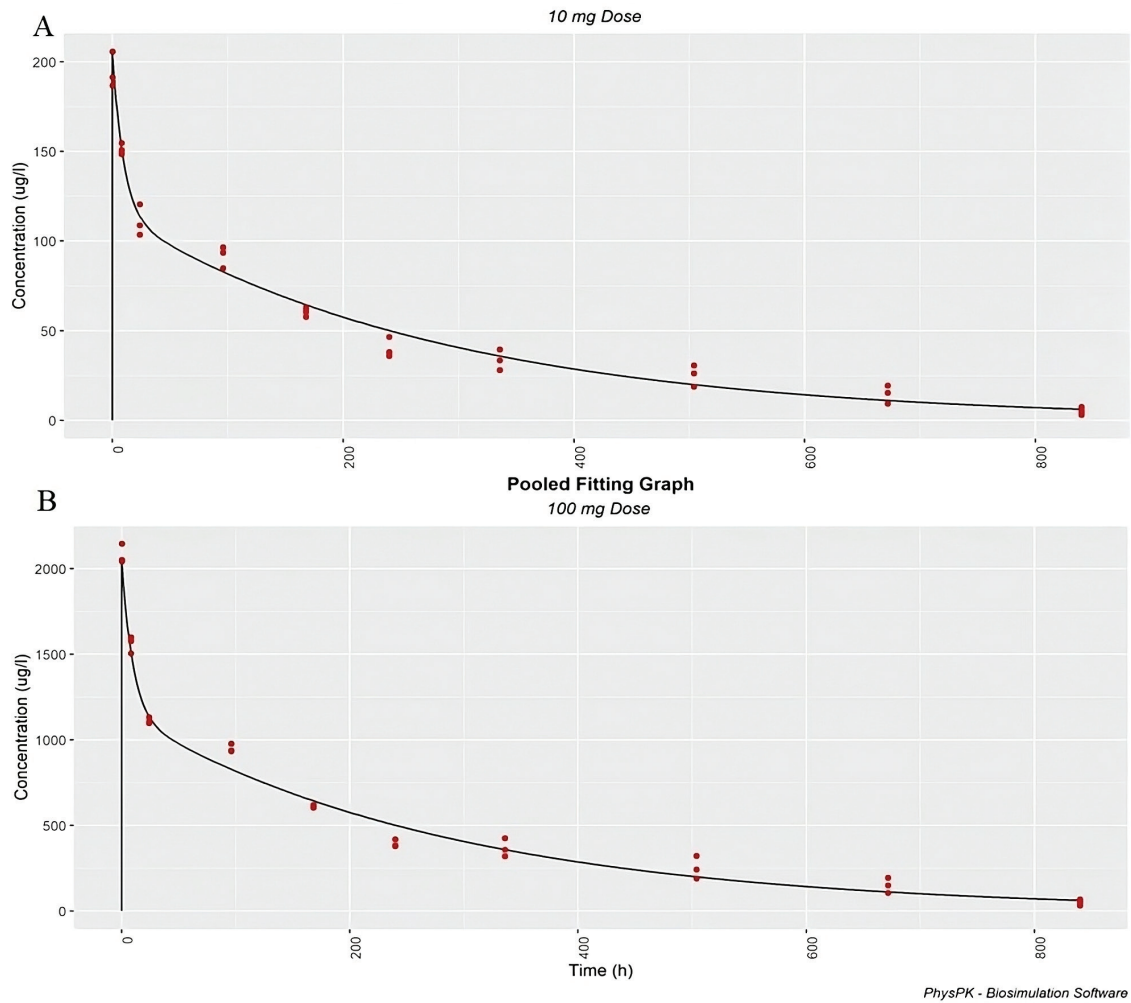 A
10 mg Dose
Concentration (ug/l)
200
150
100
50
0
0 200 400 600 800
Pooled Fitting Graph
B
100 mg Dose
Concentration (ug/l)
2000
1500
1000
500
0
0 200 400 600 800
Time (h)
PhysPK - Biosimulation Software